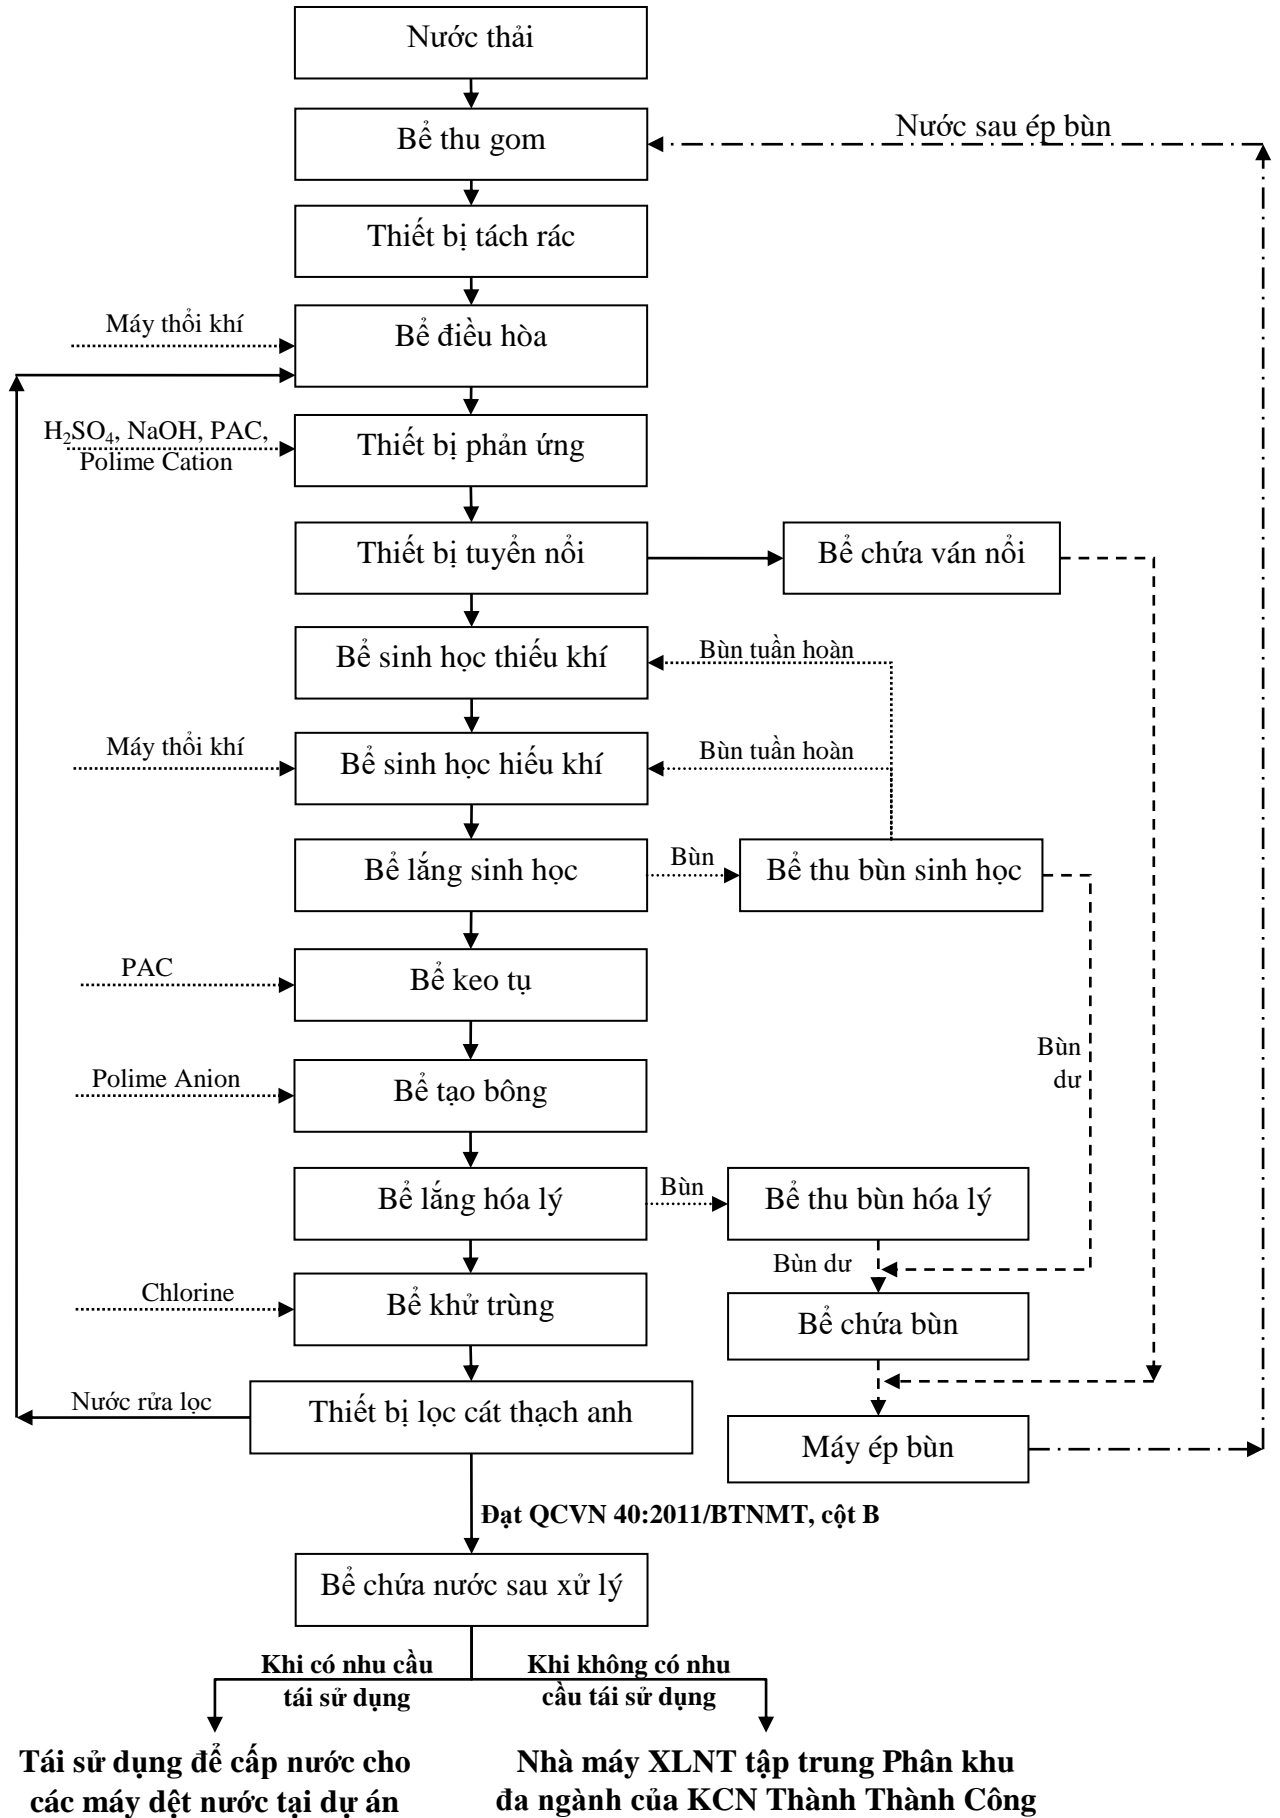 Nước thải
Bể thu gom
Nước sau ép bùn
Thiết bị tách rác
Máy thổi khí
Bể điều hòa
H₂SO₄, NaOH, PAC,
Polime Cation
Thiết bị phản ứng
Thiết bị tuyển nổi
Bể chứa ván nổi
Bể sinh học thiếu khí
Bùn tuần hoàn
Máy thổi khí
Bể sinh học hiếu khí
Bùn tuần hoàn
Bể lắng sinh học
Bùn
Bể thu bùn sinh học
PAC
Bể keo tụ
Bùn
dư
Polime Anion
Bể tạo bông
Bể lắng hóa lý
Bùn
Bể thu bùn hóa lý
Bùn dư
Chlorine
Bể khử trùng
Bể chứa bùn
Nước rửa lọc
Thiết bị lọc cát thạch anh
Máy ép bùn
Đạt QCVN 40:2011/BTNMT, cột B
Bể chứa nước sau xử lý
Khi có nhu cầu
tái sử dụng
Khi không có nhu
cầu tái sử dụng
Tái sử dụng để cấp nước cho
các máy dệt nước tại dự án
Nhà máy XLNT tập trung Phân khu
đa ngành của KCN Thành Thành Công